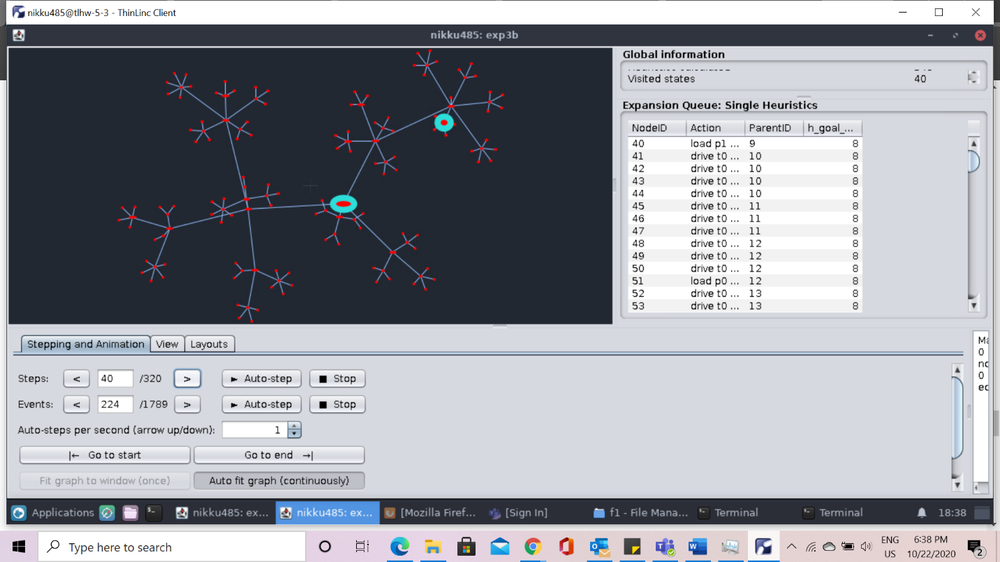 nikku485@tlhw-5-3 - ThinLinc Client
nikku485: exp3b
Global information
Visited states 40
Expansion Queue: Single Heuristics
NodeID Action ParentID h_goal_...
40 load p1 ... 9 8
41 drive t0 ... 10 8
42 drive t0 ... 10 8
43 drive t0 ... 10 8
44 drive t0 ... 10 8
45 drive t0 ... 11 8
46 drive t0 ... 11 8
47 drive t0 ... 11 8
48 drive t0 ... 12 8
49 drive t0 ... 12 8
50 drive t0 ... 12 8
51 load p0 ... 12 8
52 drive t0 ... 13 8
53 drive t0 ... 13 8
Stepping and Animation View Layouts
Steps: < 40 /320 > ► Auto-step ■ Stop
Events: < 224 /1789 > ► Auto-step ■ Stop
Auto-steps per second (arrow up/down): 1
|← Go to start Go to end →|
Fit graph to window (once) Auto fit graph (continuously)
0
0
Applications nikku485: ex... nikku485: ex... [Mozilla Firef... [Sign In] f1 - File Mana... Terminal Terminal 18:38
Type here to search
ENG
US
6:38 PM
10/22/2020
2